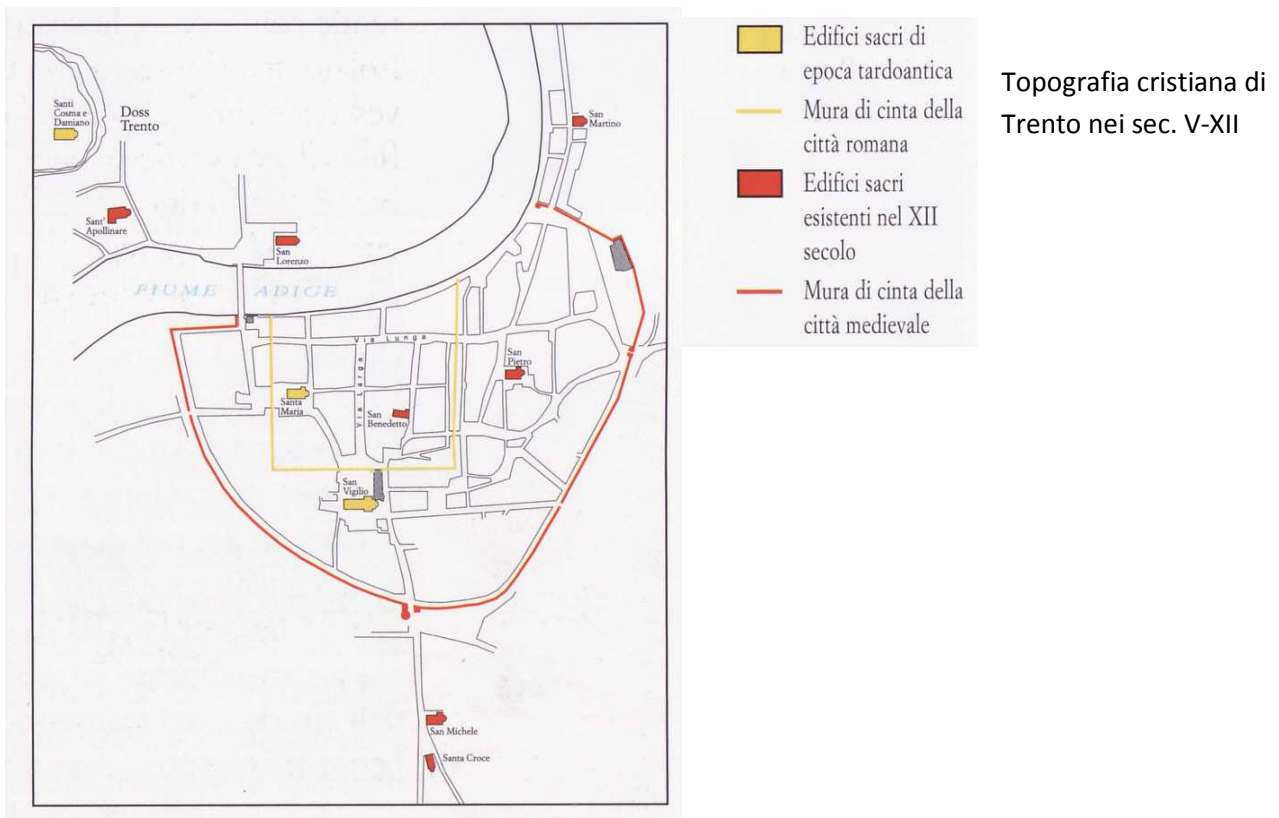 Edifici sacri di
epoca tardoantica
Mura di cinta della
città romana
Edifici sacri
esistenti nel XII
secolo
Mura di cinta della
città medievale
Topografia cristiana di
Trento nei sec. V-XII
Santi
Cosma e
Damiano
Doss
Trento
San
Martino
Sant'
Apollinare
San
Lorenzo
FIUME ADIGE
Via Lunga
Via Larga
San
Pietro
Santa
Maria
San
Benedetto
San
Vigilio
San Michele
Santa Croce